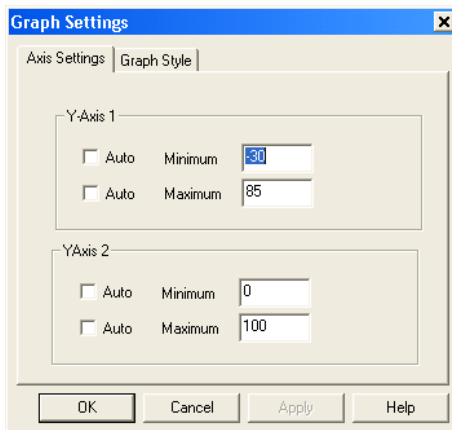 Graph Settings
Axis Settings Graph Style
Y-Axis 1
Auto Minimum -30
Auto Maximum 85
YAxis 2
Auto Minimum 0
Auto Maximum 100
OK Cancel Apply Help